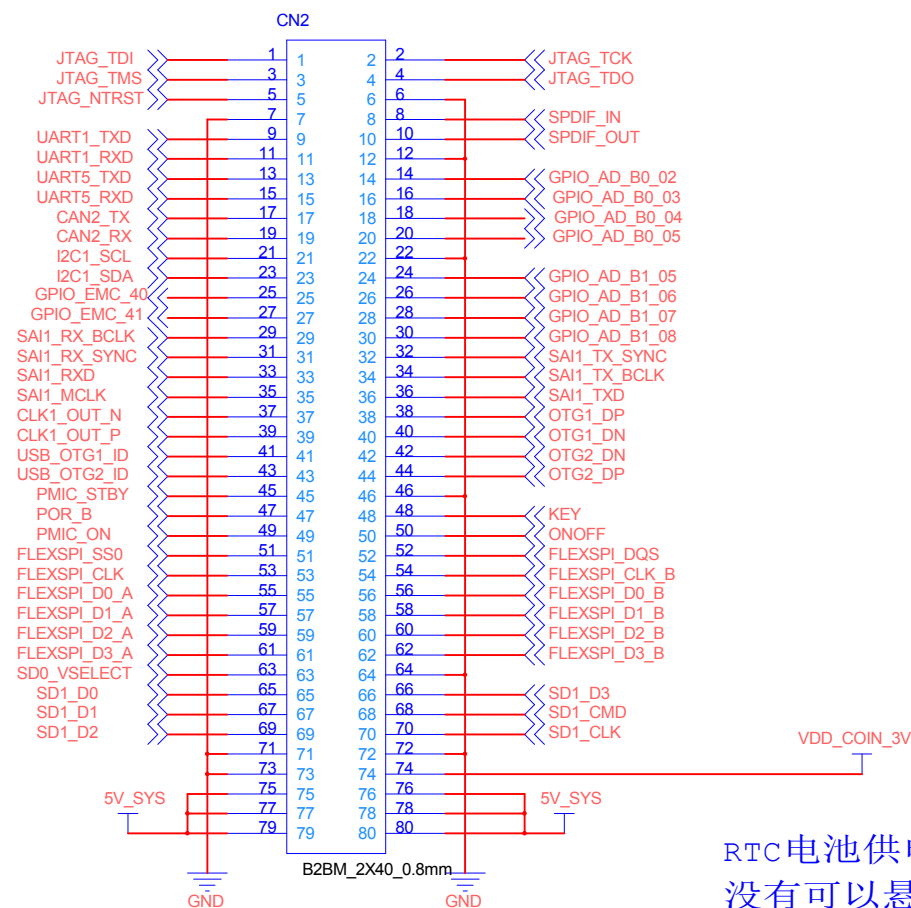 CN2
JTAG_TDI 1 1 2 2 JTAG_TCK
JTAG_TMS 3 3 4 4 JTAG_TDO
JTAG_NTRST 5 5 6 6
7 7 8 8 SPDIF_IN
UART1_TXD 9 9 10 10 SPDIF_OUT
UART1_RXD 11 11 12 12
UART5_TXD 13 13 14 14 GPIO_AD_B0_02
UART5_RXD 15 15 16 16 GPIO_AD_B0_03
CAN2_TX 17 17 18 18 GPIO_AD_B0_04
CAN2_RX 19 19 20 20 GPIO_AD_B0_05
I2C1_SCL 21 21 22 22
I2C1_SDA 23 23 24 24 GPIO_AD_B1_05
GPIO_EMC_40 25 25 26 26 GPIO_AD_B1_06
GPIO_EMC_41 27 27 28 28 GPIO_AD_B1_07
SAI1_RX_BCLK 29 29 30 30 GPIO_AD_B1_08
SAI1_RX_SYNC 31 31 32 32 SAI1_TX_SYNC
SAI1_RXD 33 33 34 34 SAI1_TX_BCLK
SAI1_MCLK 35 35 36 36 SAI1_TXD
CLK1_OUT_N 37 37 38 38 OTG1_DP
CLK1_OUT_P 39 39 40 40 OTG1_DN
USB_OTG1_ID 41 41 42 42 OTG2_DN
USB_OTG2_ID 43 43 44 44 OTG2_DP
PMIC_STBY 45 45 46 46
POR_B 47 47 48 48 KEY
PMIC_ON 49 49 50 50 ONOFF
FLEXSPI_SS0 51 51 52 52 FLEXSPI_DQS
FLEXSPI_CLK 53 53 54 54 FLEXSPI_CLK_B
FLEXSPI_D0_A 55 55 56 56 FLEXSPI_D0_B
FLEXSPI_D1_A 57 57 58 58 FLEXSPI_D1_B
FLEXSPI_D2_A 59 59 60 60 FLEXSPI_D2_B
FLEXSPI_D3_A 61 61 62 62 FLEXSPI_D3_B
SD0_VSELECT 63 63 64 64
SD1_D0 65 65 66 66 SD1_D3
SD1_D1 67 67 68 68 SD1_CMD
SD1_D2 69 69 70 70 SD1_CLK
71 71 72 72 VDD_COIN_3V
73 73 74 74
75 75 76 76
5V_SYS 77 77 78 78 5V_SYS
79 79 80 80
B2BM_2X40_0.8mm
GND GND
RTC电池供
没有可以悬